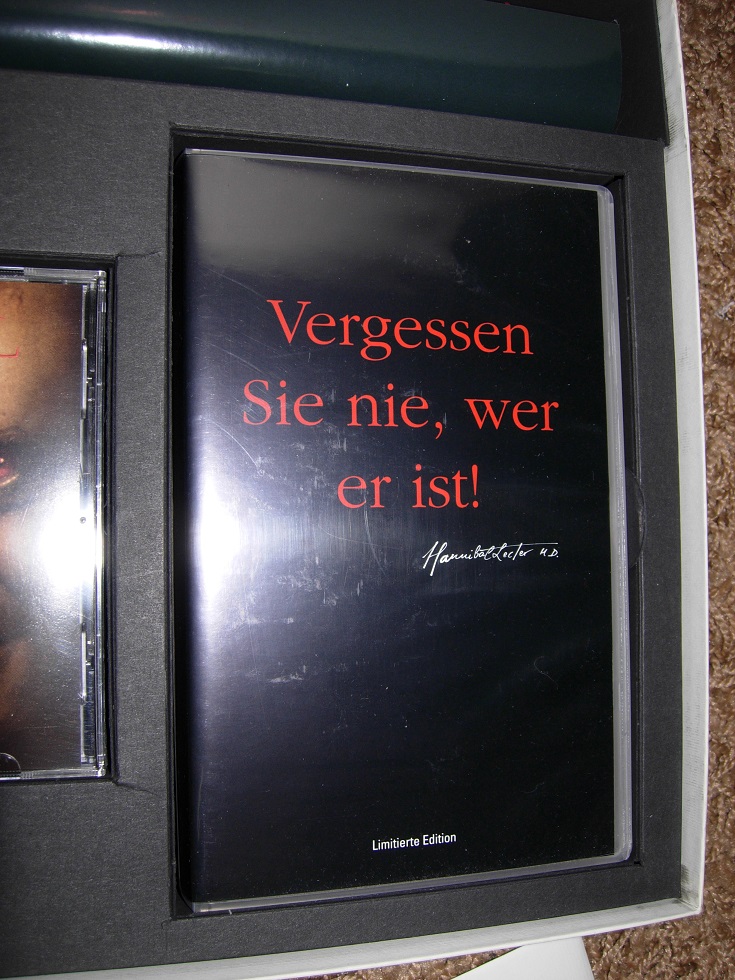 Vergessen
Sie nie, wer
er ist!
Hannibal Lecter M.D.
Limitierte Edition